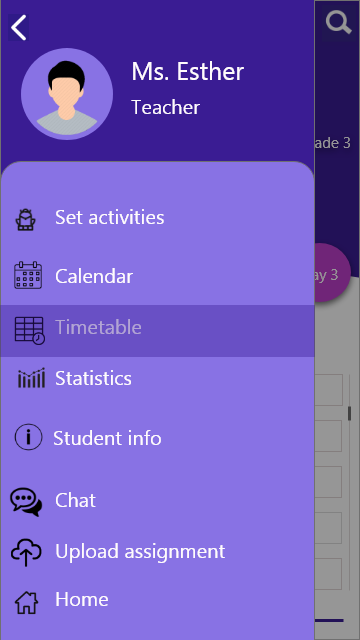 Ms. Esther
Teacher
ade 3
Set activities
Calendar
ay 3
Timetable
Statistics
Student info
Chat
Upload assignment
Home